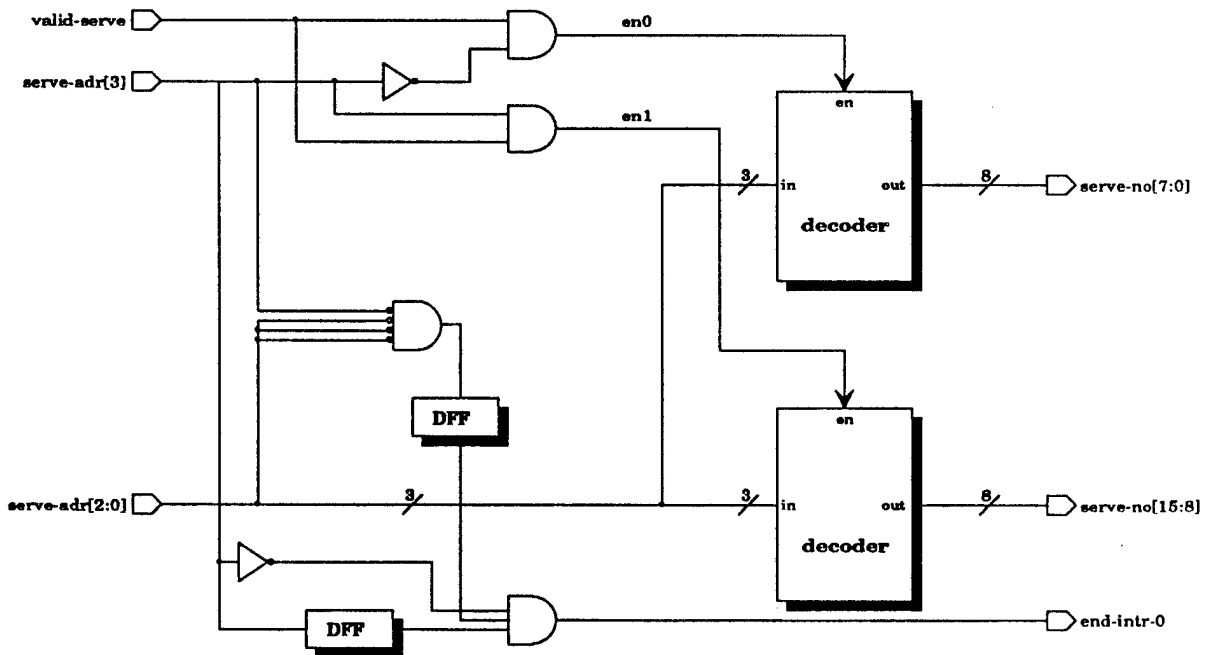 valid-serve
en0
serve-adr[3]
en
en1
3
in
out
8
serve-no[7:0]
decoder
DFF
en
serve-adr[2:0]
3
3
in
out
8
serve-no[15:8]
decoder
DFF
end-intr-0